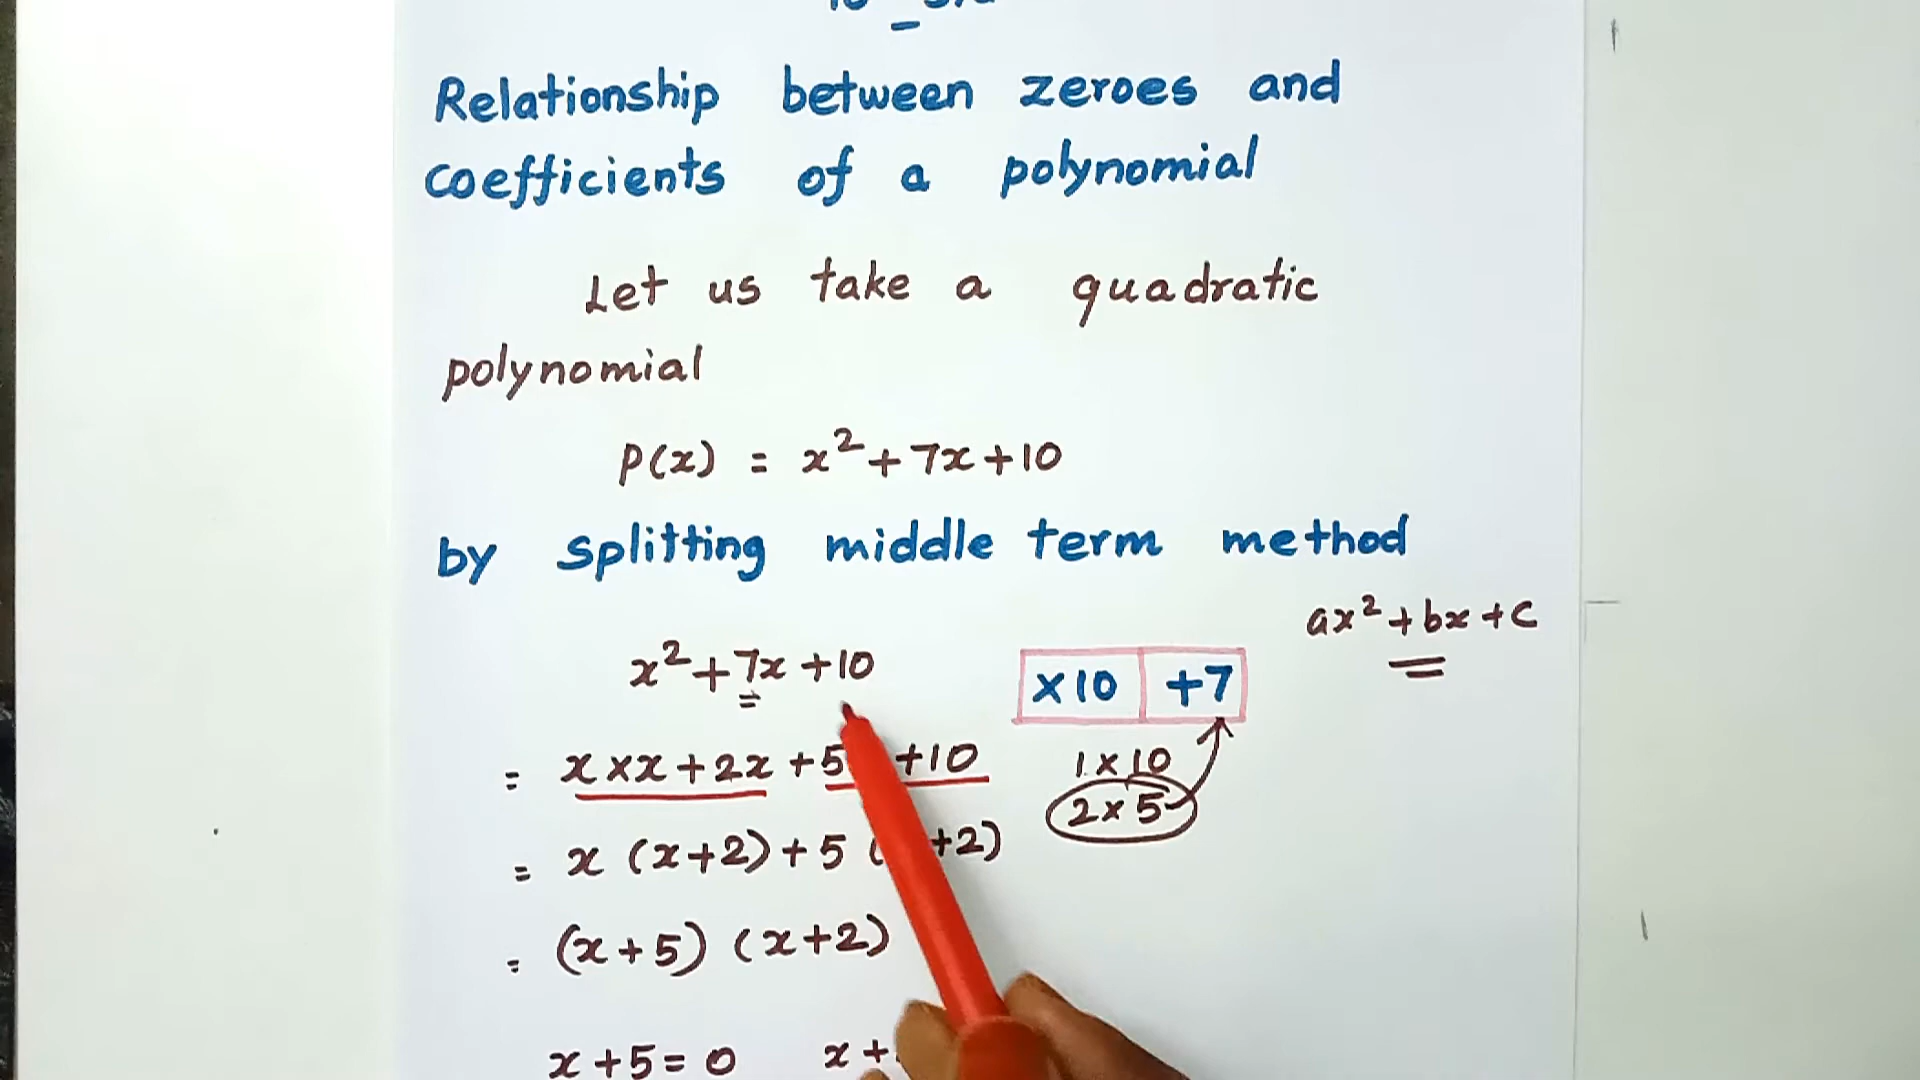 Relationship between zeroes and
coefficients of a polynomial
Let us take a quadratic
polynomial
P(x) = x² + 7x + 10
by splitting middle term method
ax² + bx + c
x² + 7x + 10
×10 +7
= x × x + 2x + 5 + 10
1 × 10
2 × 5
= x (x+2) + 5 ( +2)
= (x+5) (x+2)
x + 5 = 0 x +